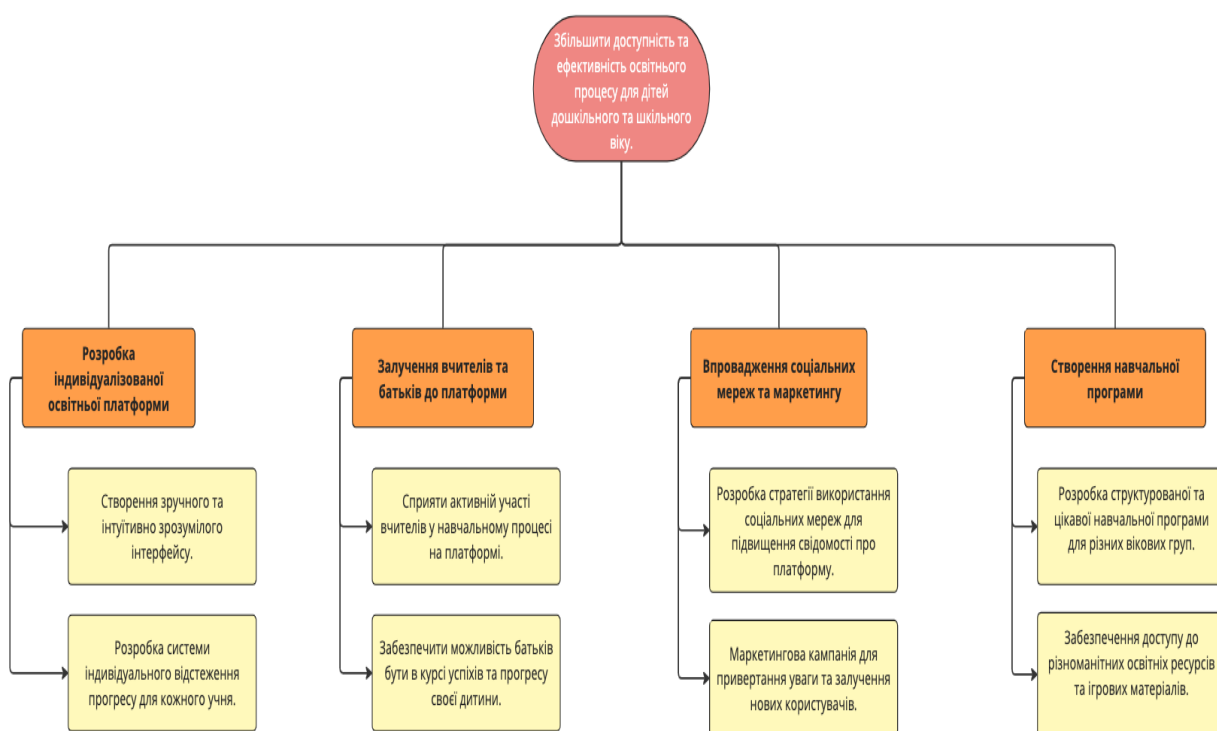 Збільшити доступність та
ефективність освітнього
процесу для дітей
дошкільного та шкільного
віку.
Розробка
індивідуалізованої
освітньої платформи
Створення зручного та
інтуїтивно зрозумілого
інтерфейсу.
Розробка системи
індивідуального відстеження
прогресу для кожного учня.
Залучення вчителів та
батьків до платформи
Сприяти активній участі
вчителів у навчальному процесі
на платформі.
Забезпечити можливість батьків
бути в курсі успіхів та прогресу
своєї дитини.
Впровадження соціальних
мереж та маркетингу
Розробка стратегії використання
соціальних мереж для
підвищення свідомості про
платформу.
Маркетингова кампанія для
привертання уваги та залучення
нових користувачів.
Створення навчальної
програми
Розробка структурованої та
цікавої навчальної програми
для різних вікових груп.
Забезпечення доступу до
різноманітних освітніх ресурсів
та ігрових матеріалів.